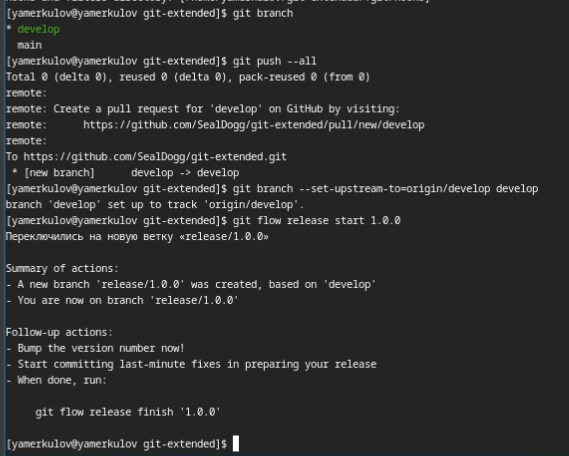 [yamerkulov@yamerkulov git-extended]$ git branch
* develop
  main
[yamerkulov@yamerkulov git-extended]$ git push --all
Total 0 (delta 0), reused 0 (delta 0), pack-reused 0 (from 0)
remote:
remote: Create a pull request for 'develop' on GitHub by visiting:
remote:      https://github.com/SealDogg/git-extended/pull/new/develop
remote:
To https://github.com/SealDogg/git-extended.git
 * [new branch]      develop -> develop
[yamerkulov@yamerkulov git-extended]$ git branch --set-upstream-to=origin/develop develop
branch 'develop' set up to track 'origin/develop'.
[yamerkulov@yamerkulov git-extended]$ git flow release start 1.0.0
Переключились на новую ветку «release/1.0.0»

Summary of actions:
- A new branch 'release/1.0.0' was created, based on 'develop'
- You are now on branch 'release/1.0.0'

Follow-up actions:
- Bump the version number now!
- Start committing last-minute fixes in preparing your release
- When done, run:

     git flow release finish '1.0.0'

[yamerkulov@yamerkulov git-extended]$